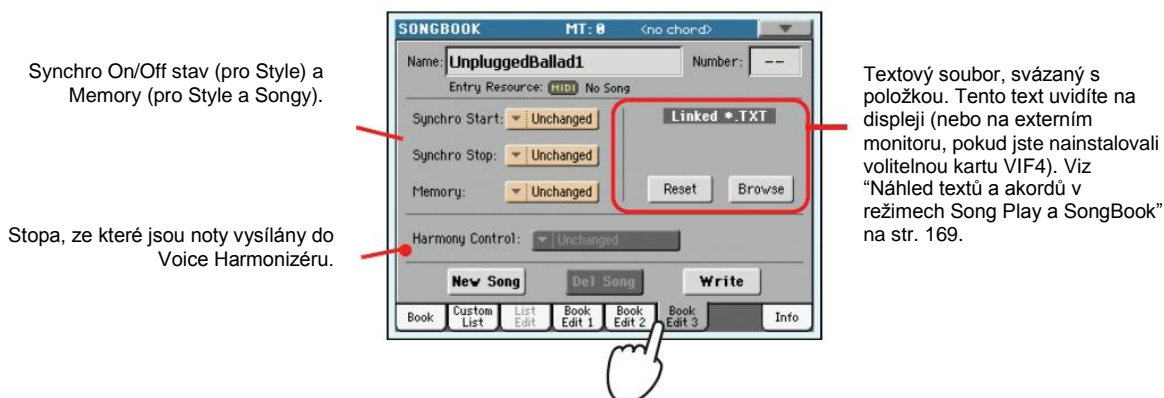 Synchro On/Off stav (pro Style) a
Memory (pro Style a Songy).
Stopa, ze které jsou noty vysílány do
Voice Harmonizéru.
SONGBOOK MT: 0 <no chord>
Name: UnpluggedBallad1 Number: --
Entry Resource: MIDI No Song
Synchro Start: Unchanged
Synchro Stop: Unchanged
Memory: Unchanged
Linked *.TXT
Reset Browse
Harmony Control: Unchanged
New Song Del Song Write
Book Custom List List Edit Book Edit 1 Book Edit 2 Book Edit 3 Info
Textový soubor, svázaný s
položkou. Tento text uvidíte na
displeji (nebo na externím
monitoru, pokud jste nainstalovali
volitelnou kartu VIF4). Viz
“Náhled textů a akordů v
režimech Song Play a SongBook”
na str. 169.